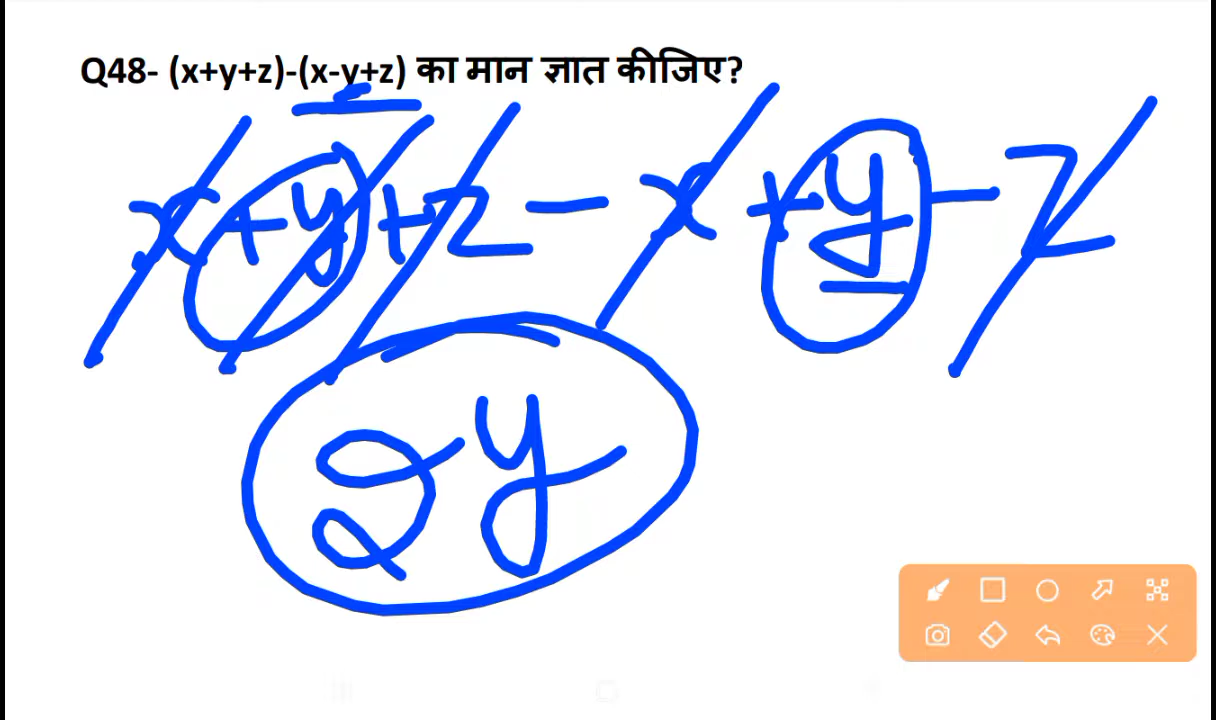 Q48- (x+y+z)-(x-y+z) का मान ज्ञात कीजिए?
x+y+z-x+y-z
2y